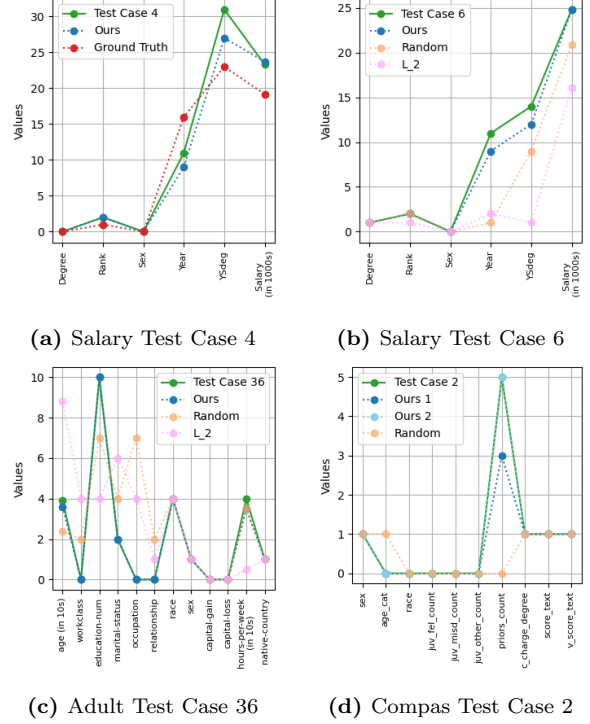 Test Case 4
Ours
Ground Truth
Values
30
25
20
15
10
5
0
Degree
Rank
Sex
Year
YSdeg
Salary
(in 1000s)
(a) Salary Test Case 4
Test Case 6
Ours
Random
L_2
Values
25
20
15
10
5
0
Degree
Rank
Sex
Year
YSdeg
Salary
(in 1000s)
(b) Salary Test Case 6
Test Case 36
Ours
Random
L_2
Values
10
8
6
4
2
0
age (in 10s)
workclass
education-num
marital-status
occupation
relationship
race
sex
capital-gain
capital-loss
hours-per-week
(in 10s)
native-country
(c) Adult Test Case 36
Test Case 2
Ours 1
Ours 2
Random
Values
5
4
3
2
1
0
sex
age_cat
race
juv_fel_count
juv_misd_count
juv_other_count
priors_count
c_charge_degree
score_text
v_score_text
(d) Compas Test Case 2